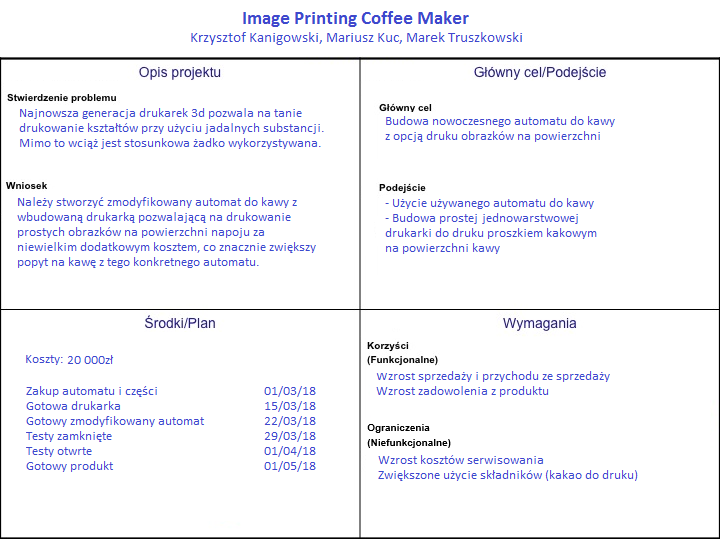 Image Printing Coffee Maker
Krzysztof Kanigowski, Mariusz Kuc, Marek Truszkowski
Opis projektu
Stwierdzenie problemu
Najnowsza generacja drukarek 3d pozwala na tanie
drukowanie kształtów przy użyciu jadalnych substancji.
Mimo to wciąż jest stosunkowa żadko wykorzystywana.
Wniosek
Należy stworzyć zmodyfikowany automat do kawy z
wbudowaną drukarką pozwalającą na drukowanie
prostych obrazków na powierzchni napoju za
niewielkim dodatkowym kosztem, co znacznie zwiększy
popyt na kawę z tego konkretnego automatu.
Główny cel/Podejście
Główny cel
Budowa nowoczesnego automatu do kawy
z opcją druku obrazków na powierzchni
Podejście
- Użycie używanego automatu do kawy
- Budowa prostej jednowarstwowej
drukarki do druku proszkiem kakowym
na powierzchni kawy
Środki/Plan
Koszty: 20 000zł
Zakup automatu i części 01/03/18
Gotowa drukarka 15/03/18
Gotowy zmodyfikowany automat 22/03/18
Testy zamknięte 29/03/18
Testy otwrte 01/04/18
Gotowy produkt 01/05/18
Wymagania
Korzyści
(Funkcjonalne)
Wzrost sprzedaży i przychodu ze sprzedaży
Wzrost zadowolenia z produktu
Ograniczenia
(Niefunkcjonalne)
Wzrost kosztów serwisowania
Zwiększone użycie składników (kakao do druku)